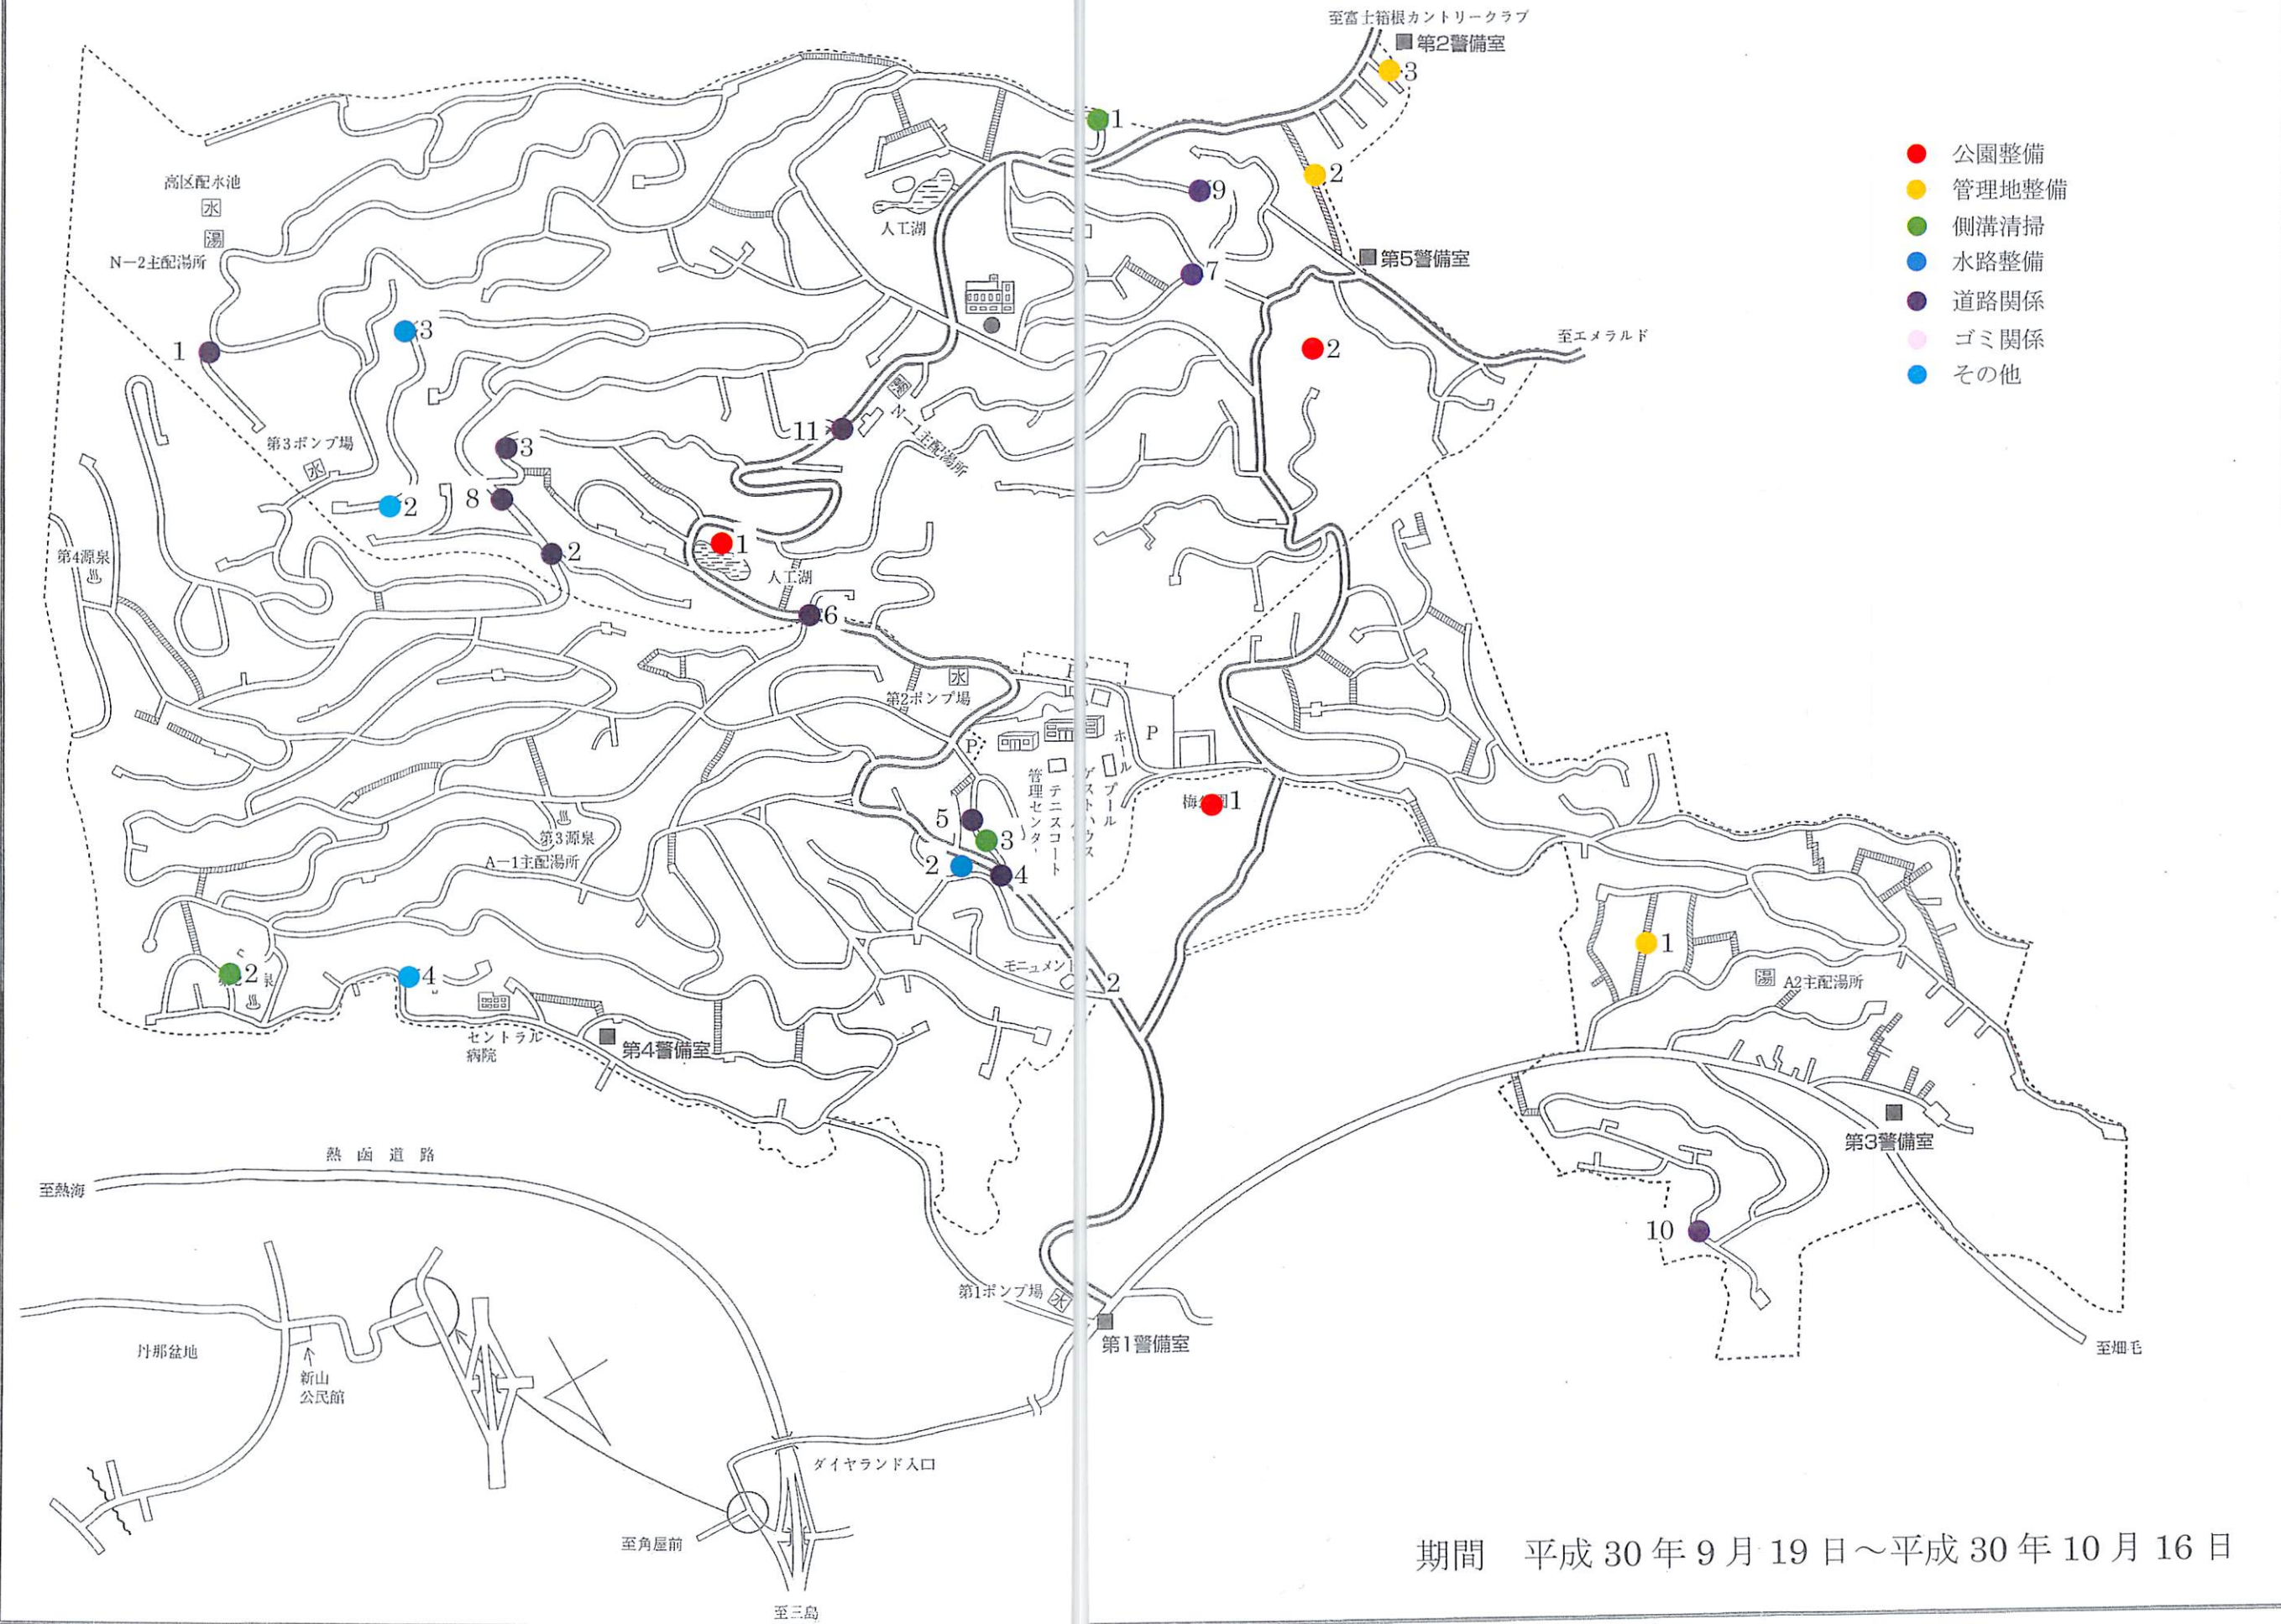 至富士箱根カントリークラブ
第2警備室
3
1
公園整備
管理地整備
側溝清掃
水路整備
道路関係
ゴミ関係
その他
2
9
高区配水池
水
湯
N－2主配湯所
人工湖
第5警備室
7
3
1
2
至エメラルド
11
湯
N－1主配湯所
3
第3ポンプ場
水
2
8
2
1
第4源泉
人工湖
6
水
第2ポンプ場
P
P
ホール
プール
ゲストハウス
テニスコート
管理センター
梅公園
1
5
3
2
4
第3源泉
A－1主配湯所
1
2
泉
4
モニュメント
2
湯
A2主配湯所
セントラル
病院
第4警備室
第3警備室
熱函道路
至熱海
10
第1ポンプ場
水
第1警備室
至畑毛
丹那盆地
新山
公民館
ダイヤランド入口
至角屋前
至三島
期間　平成30年9月19日～平成30年10月16日